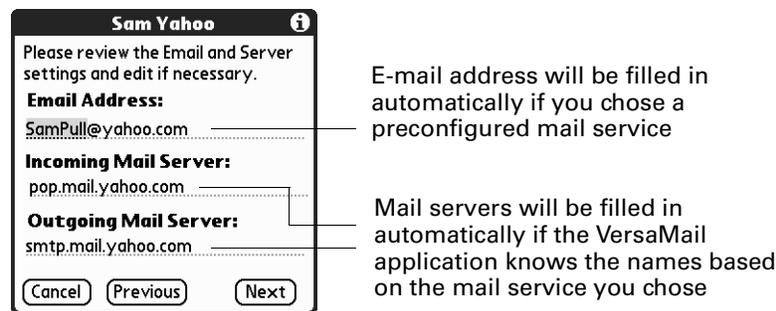 Sam Yahoo
Please review the Email and Server
settings and edit if necessary.
Email Address:
SamPull@yahoo.com
Incoming Mail Server:
pop.mail.yahoo.com
Outgoing Mail Server:
smtp.mail.yahoo.com
Cancel Previous Next
E-mail address will be filled in
automatically if you chose a
preconfigured mail service
Mail servers will be filled in
automatically if the VersaMail
application knows the names based
on the mail service you chose